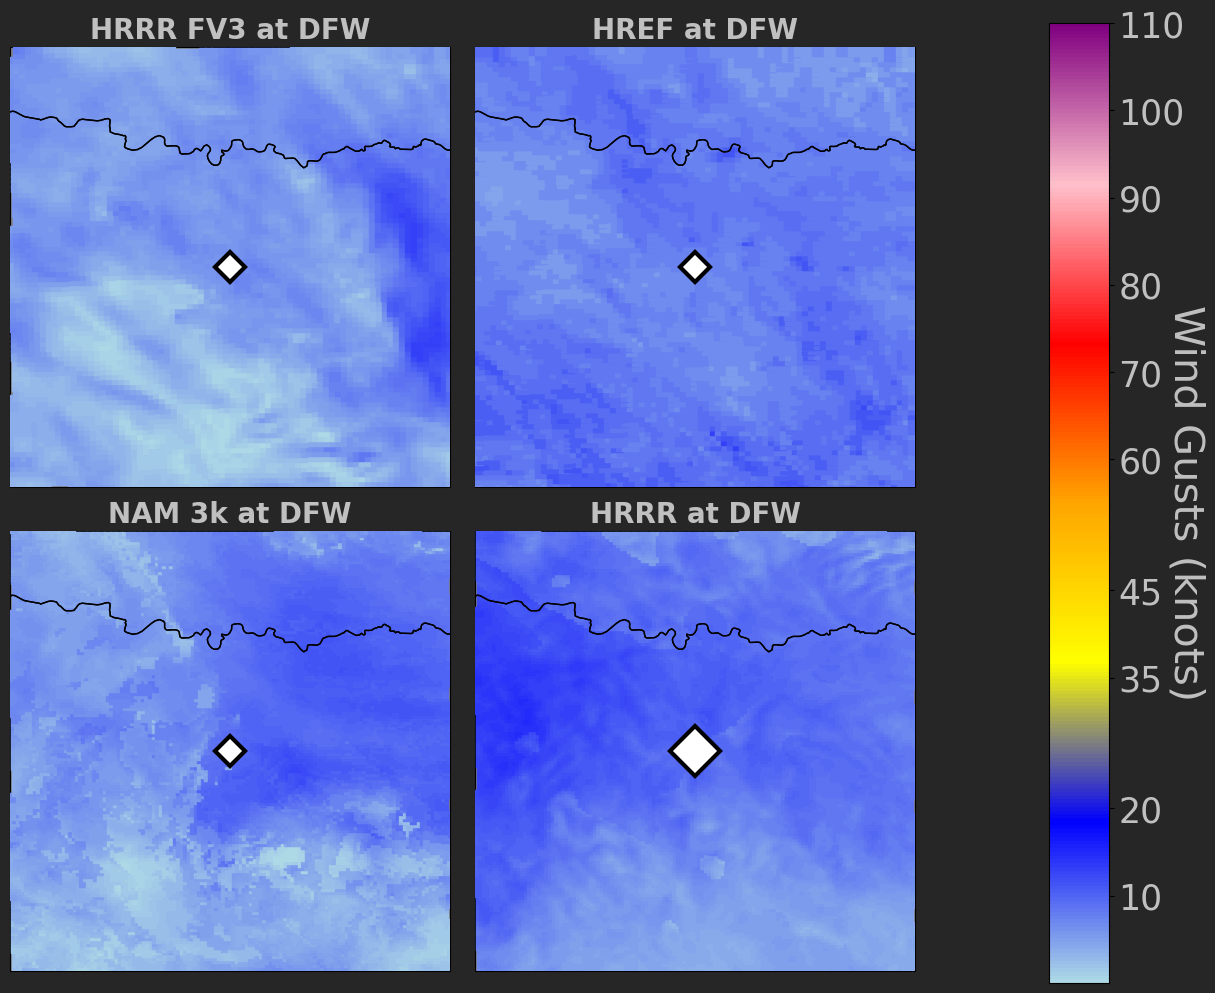 HRRR FV3 at DFW
HREF at DFW
NAM 3k at DFW
HRRR at DFW
110
100
90
80
70
60
45
35
20
10
Wind Gusts (knots)